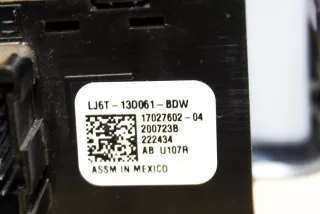 LJ6T-13D061-BDW
17027602-04
200723B
222434
AB U107R
ASSM IN MEXICO